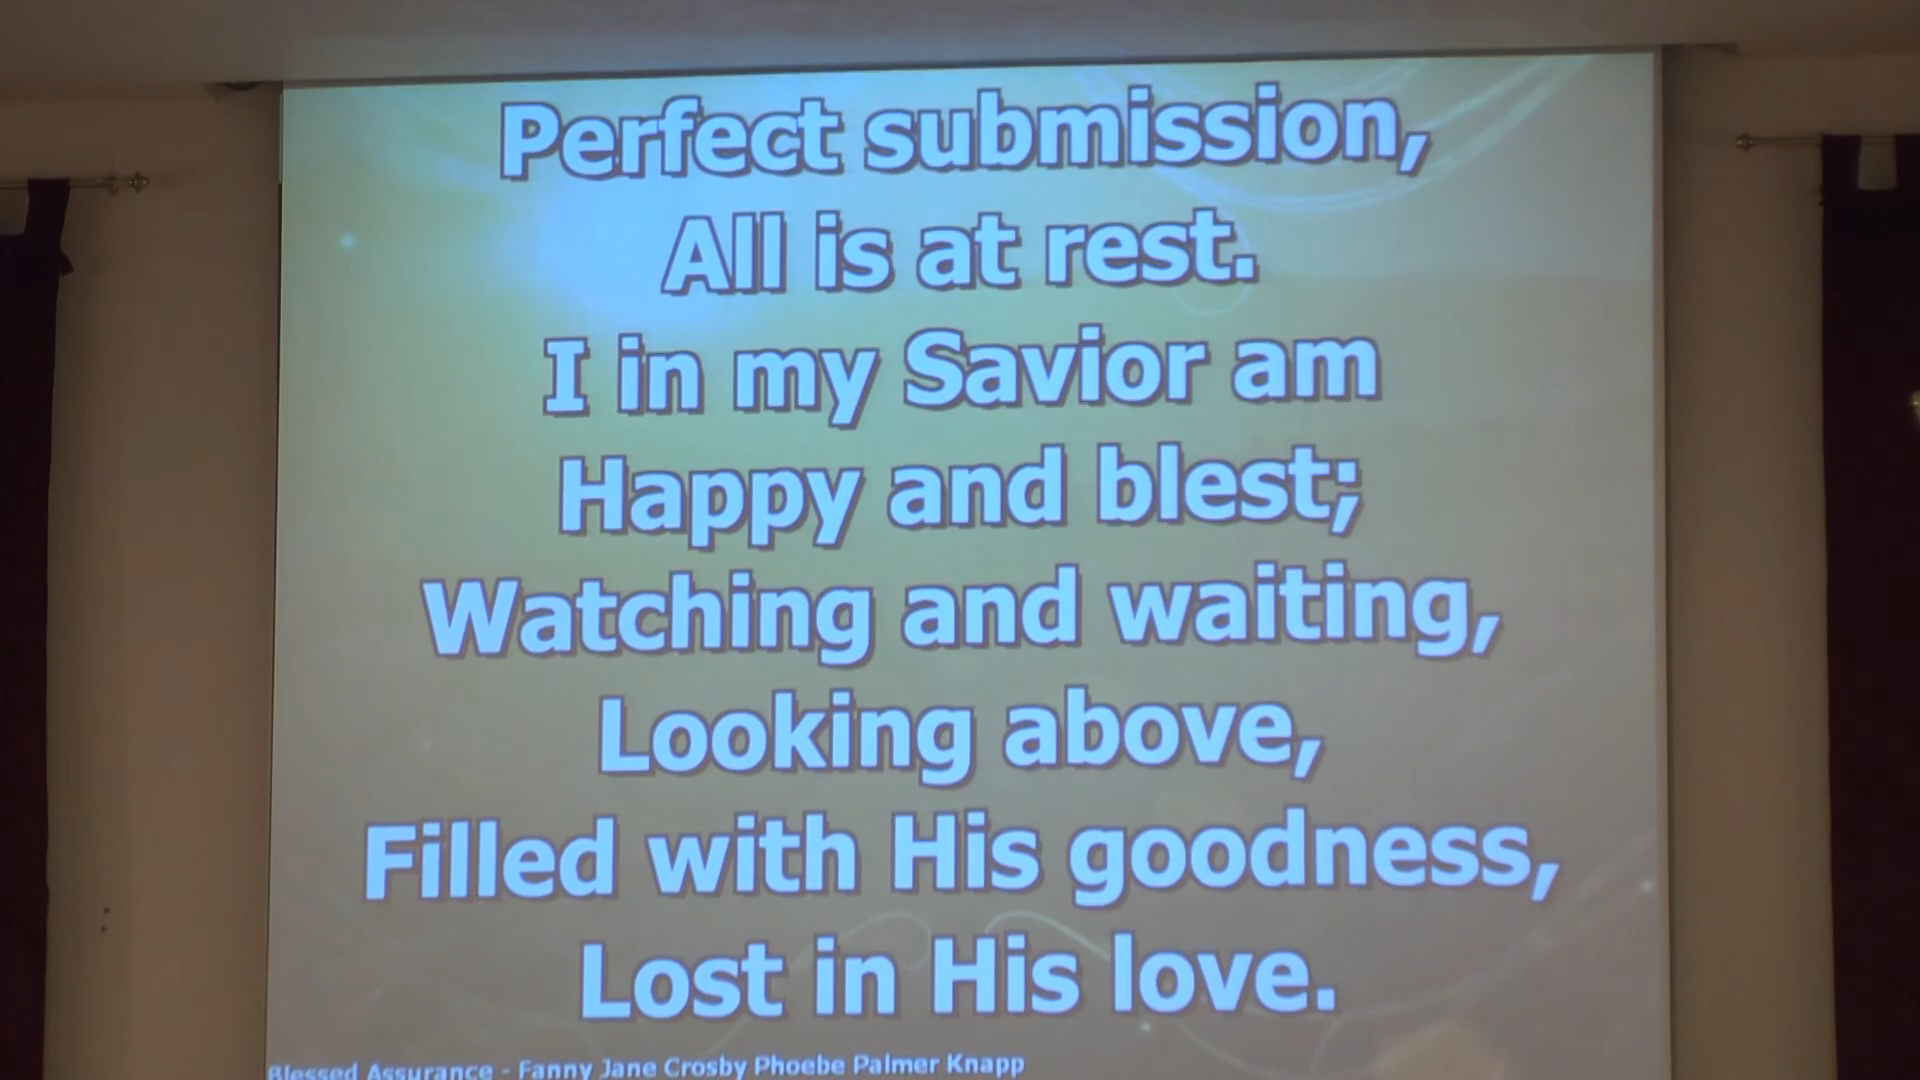 Perfect submission,
All is at rest.
I in my Savior am
Happy and blest;
Watching and waiting,
Looking above,
Filled with His goodness,
Lost in His love.
Blessed Assurance - Fanny Jane Crosby Phoebe Palmer Knapp